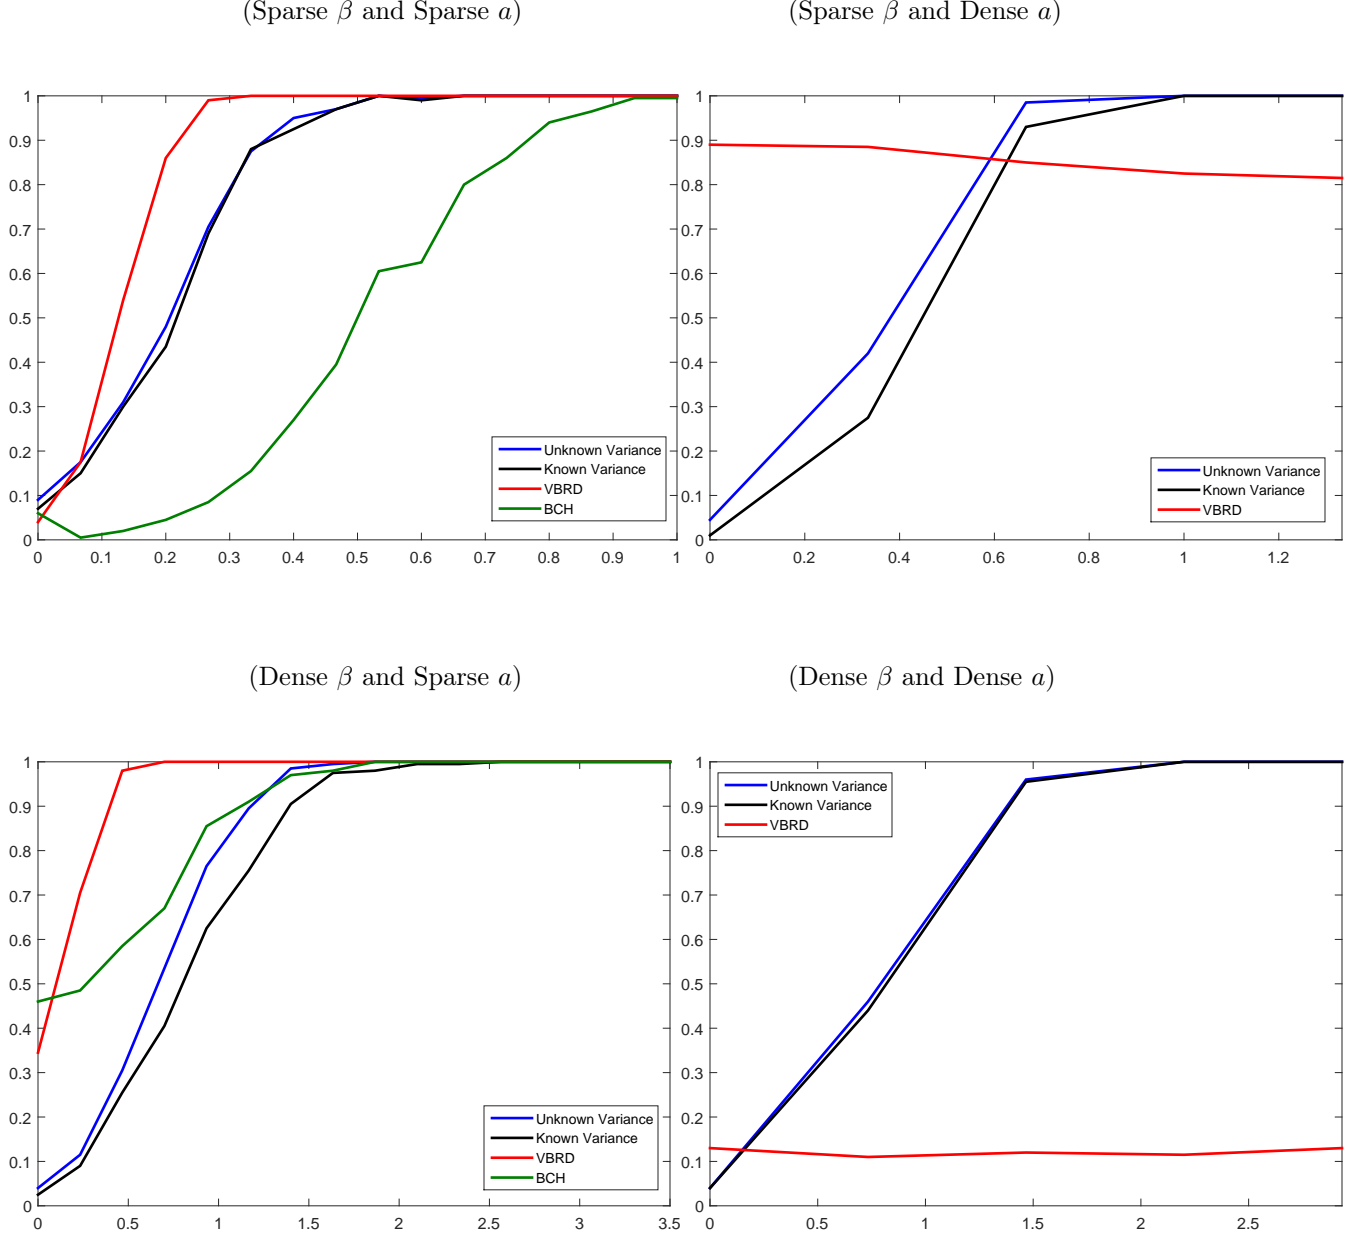 (Sparse β and Sparse a)
(Sparse β and Dense a)
1
0.9
0.8
0.7
0.6
0.5
0.4
0.3
0.2
0.1
0
0 0.1 0.2 0.3 0.4 0.5 0.6 0.7 0.8 0.9 1
Unknown Variance
Known Variance
VBRD
BCH
1
0.9
0.8
0.7
0.6
0.5
0.4
0.3
0.2
0.1
0
0 0.2 0.4 0.6 0.8 1 1.2
Unknown Variance
Known Variance
VBRD
(Dense β and Sparse a)
(Dense β and Dense a)
1
0.9
0.8
0.7
0.6
0.5
0.4
0.3
0.2
0.1
0
0 0.5 1 1.5 2 2.5 3 3.5
Unknown Variance
Known Variance
VBRD
BCH
1
0.9
0.8
0.7
0.6
0.5
0.4
0.3
0.2
0.1
0
0 0.5 1 1.5 2 2.5
Unknown Variance
Known Variance
VBRD